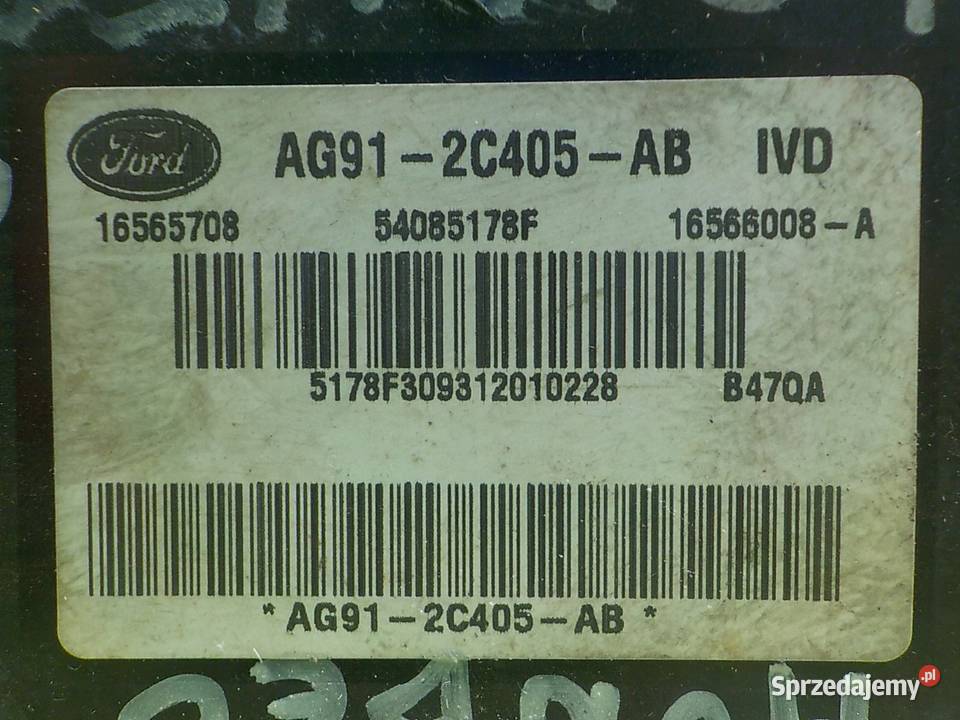 Ford AG91-2C405-AB IVD
16565708 54085178F 16566008-A
5178F309312010228 B47QA
*AG91-2C405-AB*
Sprzedajemy.pl